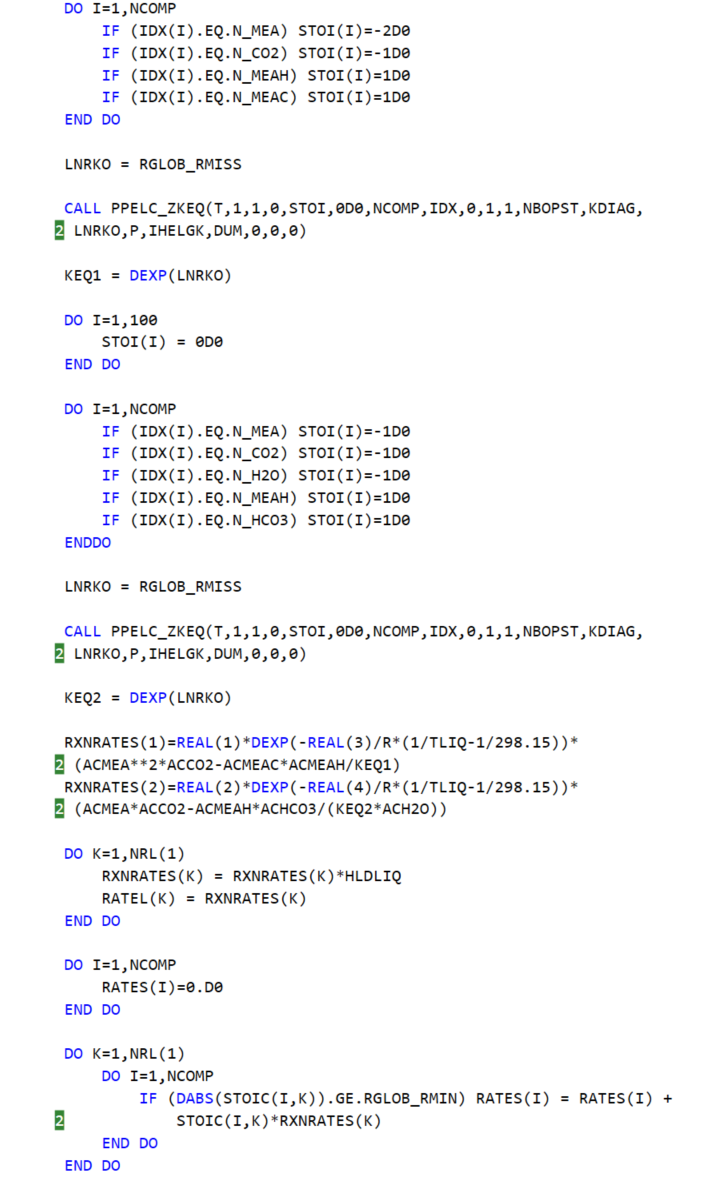 DO I=1,NCOMP
IF (IDX(I).EQ.N_MEA) STOI(I)=-2D0
IF (IDX(I).EQ.N_CO2) STOI(I)=-1D0
IF (IDX(I).EQ.N_MEAH) STOI(I)=1D0
IF (IDX(I).EQ.N_MEAC) STOI(I)=1D0
END DO
LNRKO = RGLOB_RMISS
CALL PPELC_ZKEQ(T,1,1,0,STOI,0D0,NCOMP,IDX,0,1,1,NBOPST,KDIAG,
2 LNRKO,P,IHELGK,DUM,0,0,0)
KEQ1 = DEXP(LNRKO)
DO I=1,100
STOI(I) = 0D0
END DO
DO I=1,NCOMP
IF (IDX(I).EQ.N_MEA) STOI(I)=-1D0
IF (IDX(I).EQ.N_CO2) STOI(I)=-1D0
IF (IDX(I).EQ.N_H2O) STOI(I)=-1D0
IF (IDX(I).EQ.N_MEAH) STOI(I)=1D0
IF (IDX(I).EQ.N_HCO3) STOI(I)=1D0
ENDDO
LNRKO = RGLOB_RMISS
CALL PPELC_ZKEQ(T,1,1,0,STOI,0D0,NCOMP,IDX,0,1,1,NBOPST,KDIAG,
2 LNRKO,P,IHELGK,DUM,0,0,0)
KEQ2 = DEXP(LNRKO)
RXNRATES(1)=REAL(1)*DEXP(-REAL(3)/R*(1/TLIQ-1/298.15))*
2 (ACMEA**2*ACCO2-ACMEAC*ACMEAH/KEQ1)
RXNRATES(2)=REAL(2)*DEXP(-REAL(4)/R*(1/TLIQ-1/298.15))*
2 (ACMEA*ACCO2-ACMEAH*ACHCO3/(KEQ2*ACH2O))
DO K=1,NRL(1)
RXNRATES(K) = RXNRATES(K)*HLDLIQ
RATEL(K) = RXNRATES(K)
END DO
DO I=1,NCOMP
RATES(I)=0.D0
END DO
DO K=1,NRL(1)
DO I=1,NCOMP
IF (DABS(STOIC(I,K)).GE.RGLOB_RMIN) RATES(I) = RATES(I) +
2 STOIC(I,K)*RXNRATES(K)
END DO
END DO